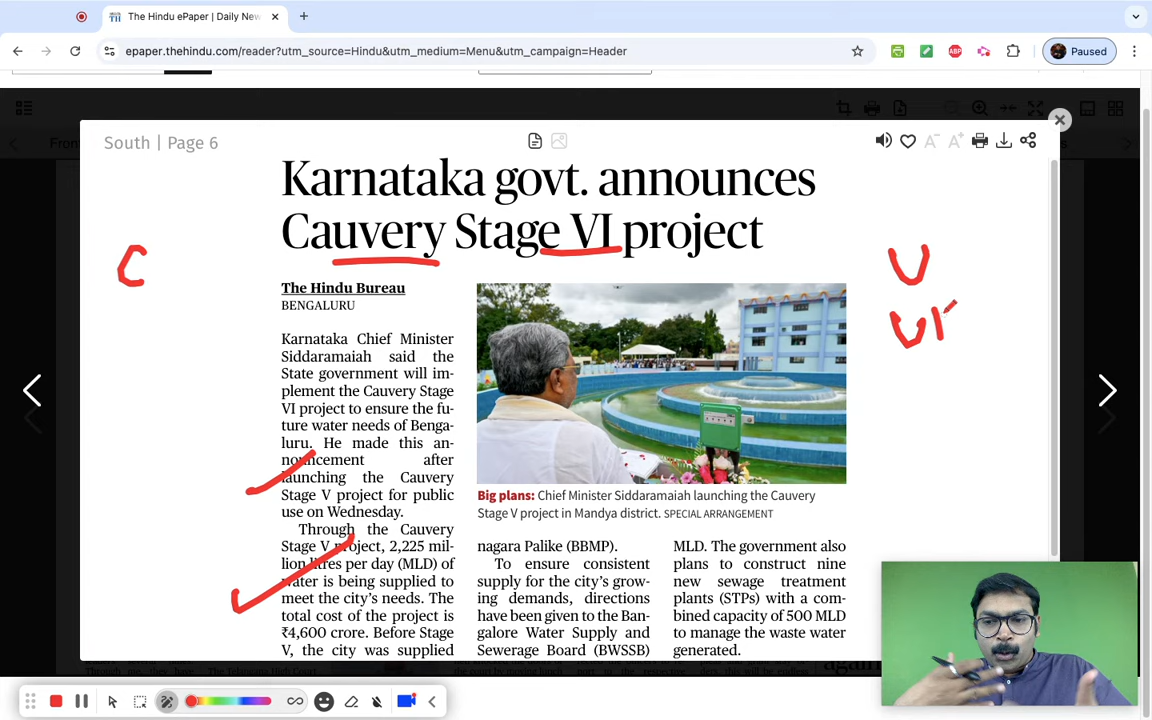 The Hindu ePaper | Daily New
epaper.thehindu.com/reader?utm_source=Hindu&utm_medium=Menu&utm_campaign=Header
ABP
Paused
South | Page 6
A-
A+
Karnataka govt. announces
Cauvery Stage VI project
C
V
VI
The Hindu Bureau
BENGALURU
Karnataka Chief Minister
Siddaramaiah said the
State government will im-
plement the Cauvery Stage
VI project to ensure the fu-
ture water needs of Benga-
luru. He made this an-
nouncement after
launching the Cauvery
Stage V project for public
use on Wednesday.
Through the Cauvery
Stage V project, 2,225 mil-
lion litres per day (MLD) of
water is being supplied to
meet the city's needs. The
total cost of the project is
₹4,600 crore. Before Stage
V, the city was supplied
Big plans: Chief Minister Siddaramaiah launching the Cauvery
Stage V project in Mandya district. SPECIAL ARRANGEMENT
nagara Palike (BBMP).
To ensure consistent
supply for the city's grow-
ing demands, directions
have been given to the Ban-
galore Water Supply and
Sewerage Board (BWSSB)
MLD. The government also
plans to construct nine
new sewage treatment
plants (STPs) with a com-
bined capacity of 500 MLD
to manage the waste water
generated.